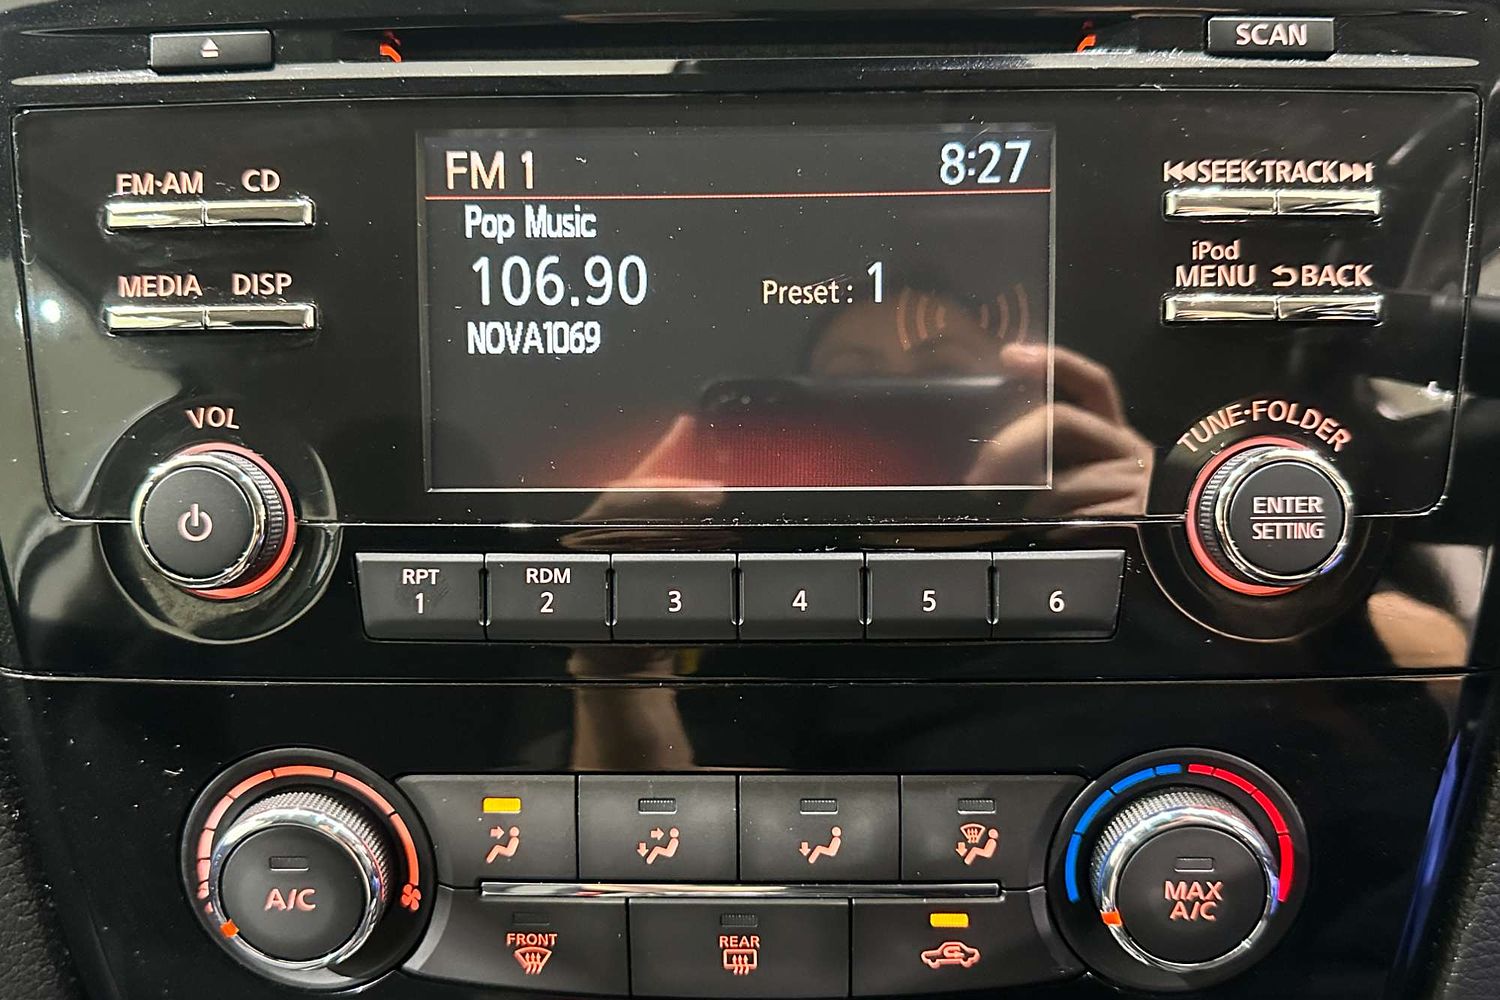 SCAN
FM·AM CD
FM 1 8:27
SEEK·TRACK
Pop Music
106.90 Preset : 1
NOVA1069
MEDIA DISP
iPod
MENU BACK
VOL
TUNE·FOLDER
ENTER
SETTING
RPT
1
RDM
2
3
4
5
6
A/C
MAX
A/C
FRONT
REAR